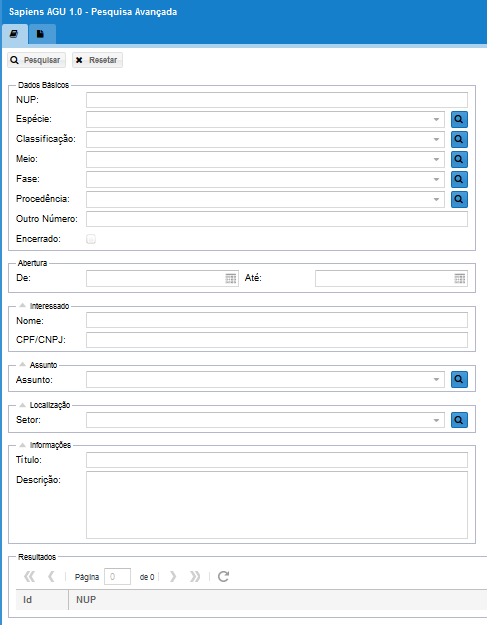 Sapiens AGU 1.0 - Pesquisa Avançada
Pesquisar Resetar
Dados Básicos
NUP:
Espécie:
Classificação:
Meio:
Fase:
Procedência:
Outro Número:
Encerrado:
Abertura
De: Até:
Interessado
Nome:
CPF/CNPJ:
Assunto
Assunto:
Localização
Setor:
Informações
Título:
Descrição:
Resultados
Página 0 de 0
Id NUP